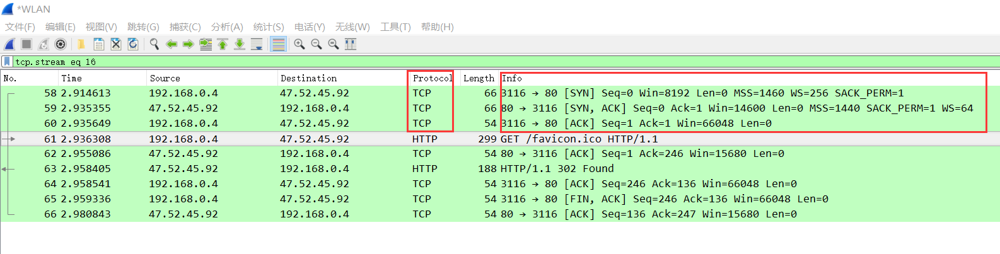 *WLAN
文件(F) 编辑(E) 视图(V) 跳转(G) 捕获(C) 分析(A) 统计(S) 电话(Y) 无线(W) 工具(T) 帮助(H)
tcp.stream eq 16
No. Time Source Destination Protocol Length Info
58 2.914613 192.168.0.4 47.52.45.92 TCP 66 3116 → 80 [SYN] Seq=0 Win=8192 Len=0 MSS=1460 WS=256 SACK_PERM=1
59 2.935355 47.52.45.92 192.168.0.4 TCP 66 80 → 3116 [SYN, ACK] Seq=0 Ack=1 Win=14600 Len=0 MSS=1440 SACK_PERM=1 WS=64
60 2.935649 192.168.0.4 47.52.45.92 TCP 54 3116 → 80 [ACK] Seq=1 Ack=1 Win=66048 Len=0
61 2.936308 192.168.0.4 47.52.45.92 HTTP 299 GET /favicon.ico HTTP/1.1
62 2.955086 47.52.45.92 192.168.0.4 TCP 54 80 → 3116 [ACK] Seq=1 Ack=246 Win=15680 Len=0
63 2.958405 47.52.45.92 192.168.0.4 HTTP 188 HTTP/1.1 302 Found
64 2.958541 192.168.0.4 47.52.45.92 TCP 54 3116 → 80 [ACK] Seq=246 Ack=136 Win=66048 Len=0
65 2.959336 192.168.0.4 47.52.45.92 TCP 54 3116 → 80 [FIN, ACK] Seq=246 Ack=136 Win=66048 Len=0
66 2.980843 47.52.45.92 192.168.0.4 TCP 54 80 → 3116 [ACK] Seq=136 Ack=247 Win=15680 Len=0